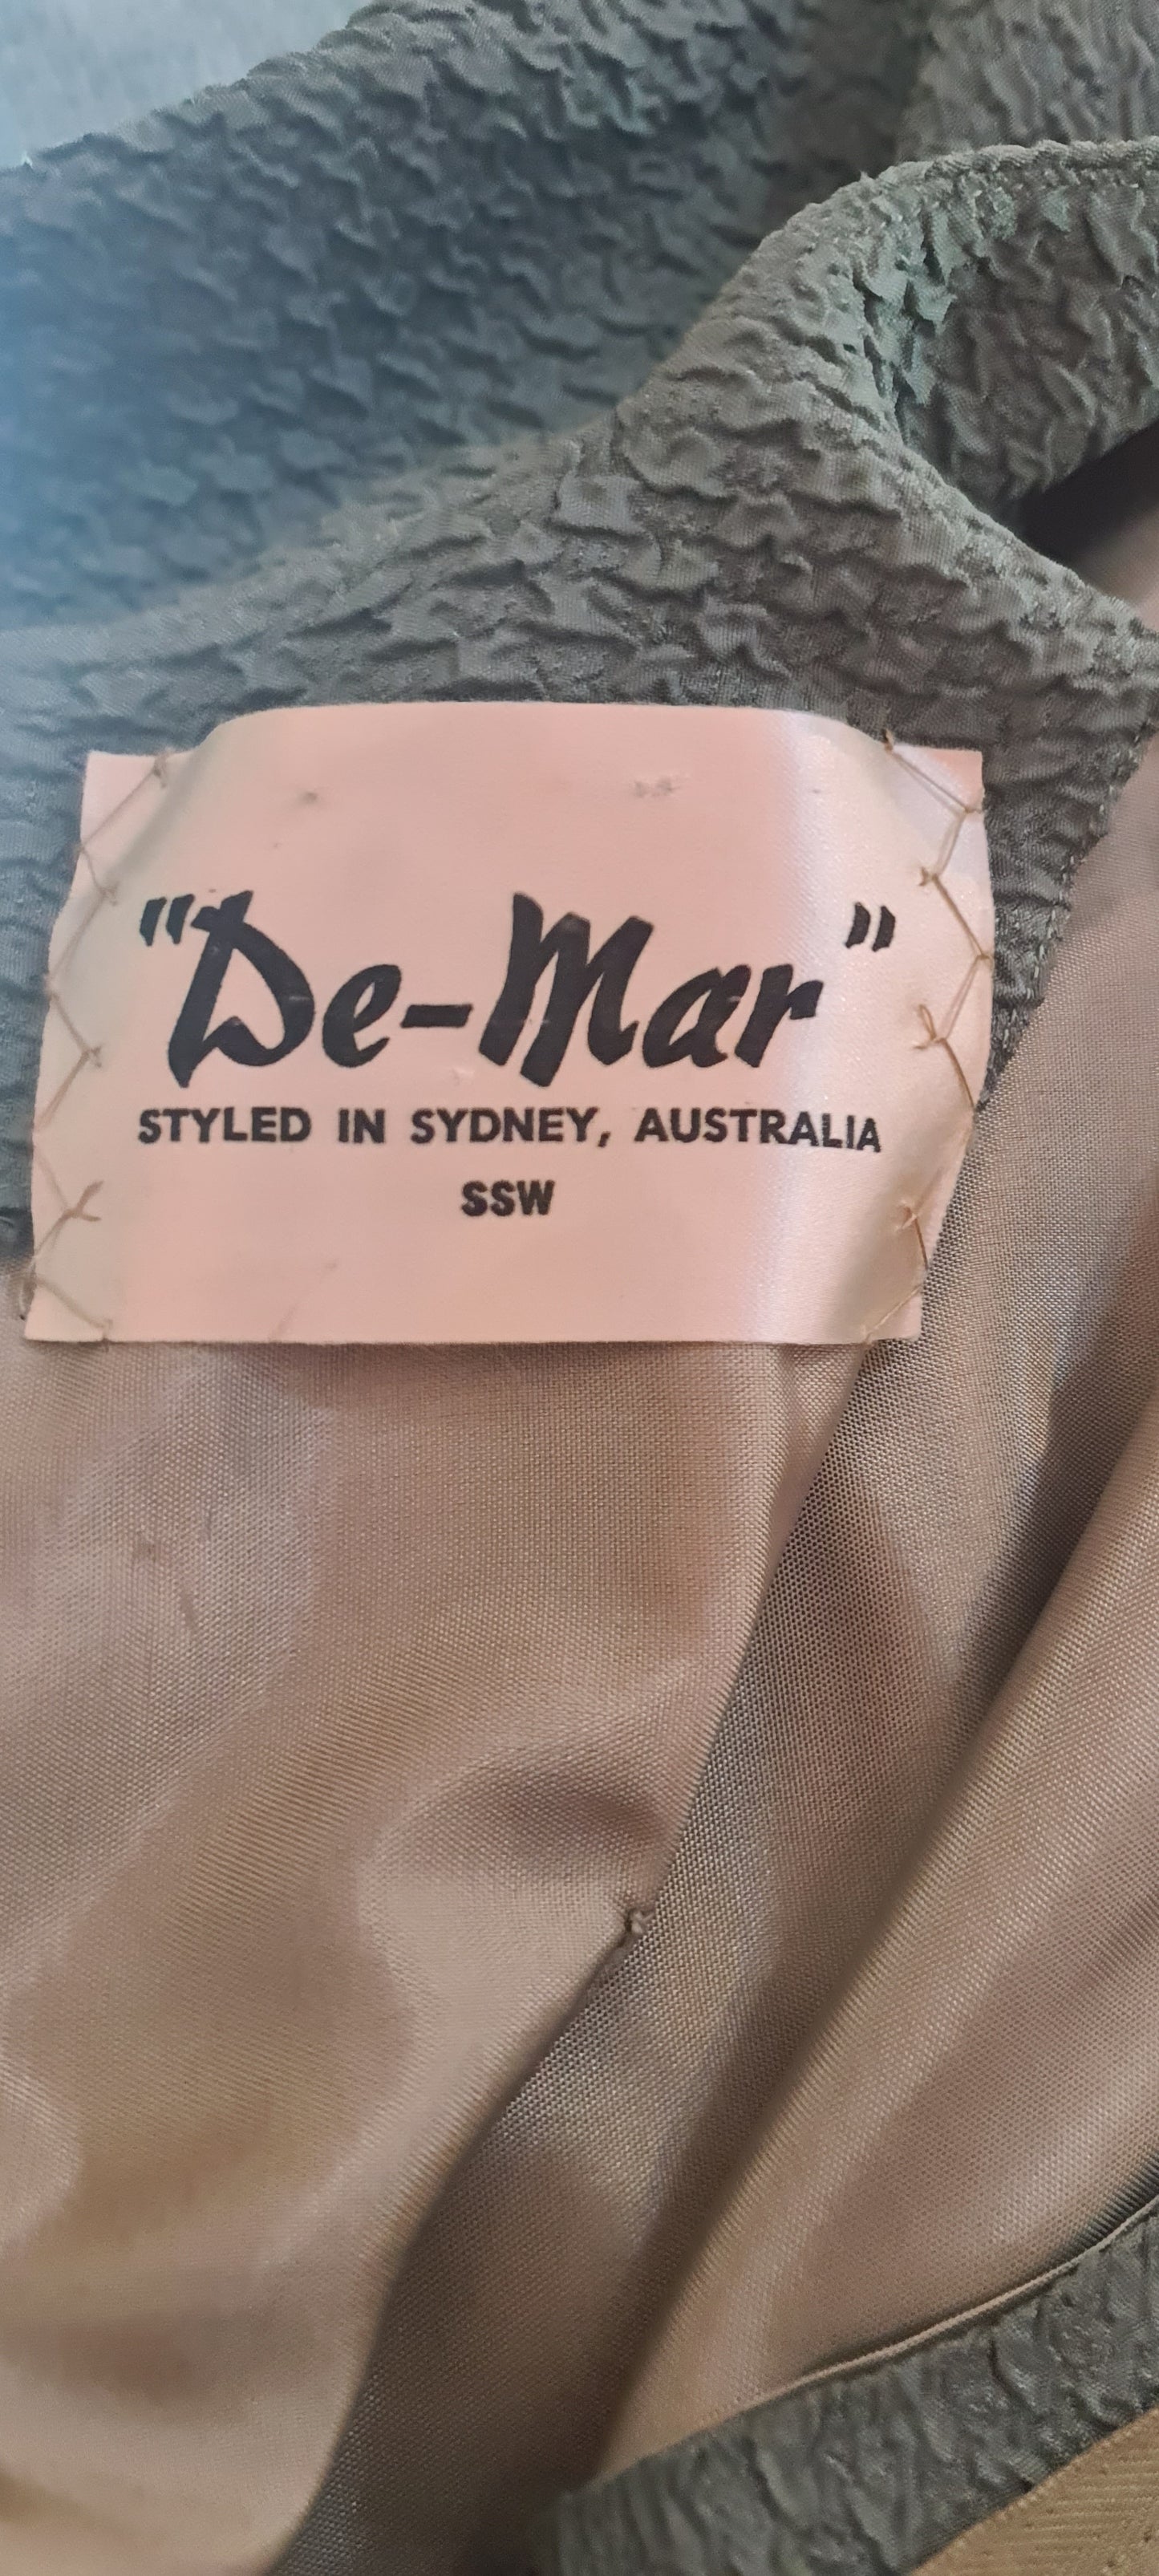 "De-Mar"
STYLED IN SYDNEY, AUSTRALIA
SSW